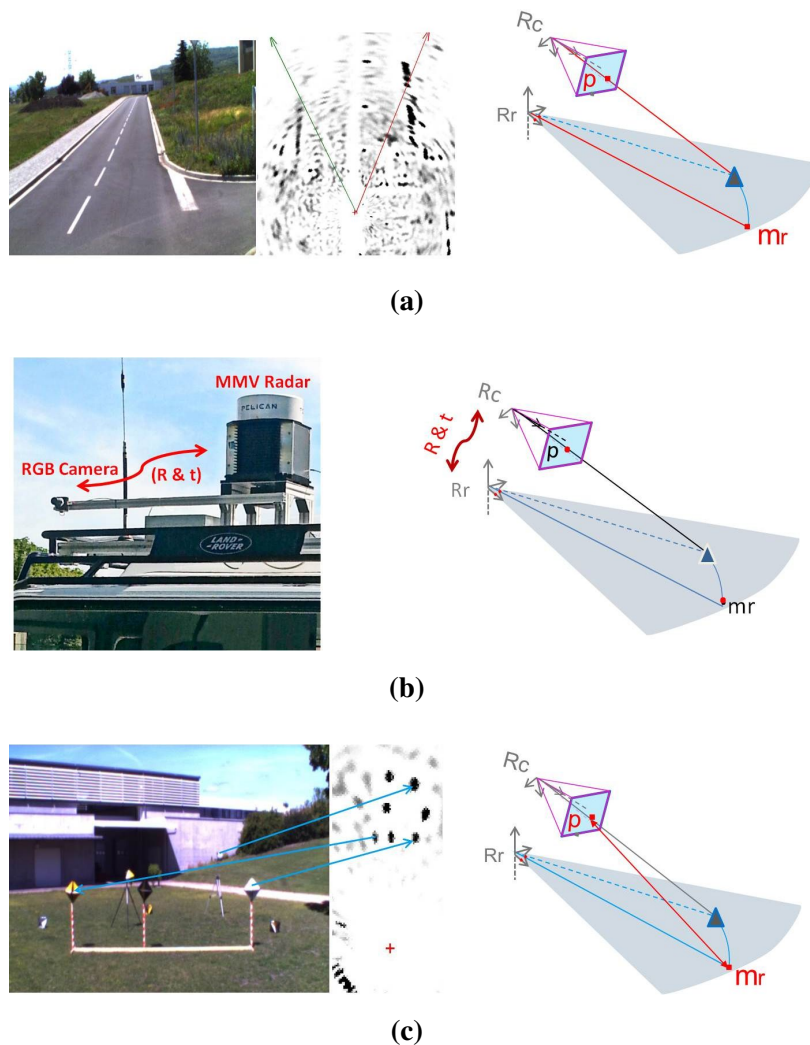 Rc
p
Rr
mr
(a)
MMV Radar
PELICAN
RGB Camera
(R & t)
LAND-
-ROVER
Rc
R & t
p
Rr
mr
(b)
Rc
p
Rr
mr
(c)